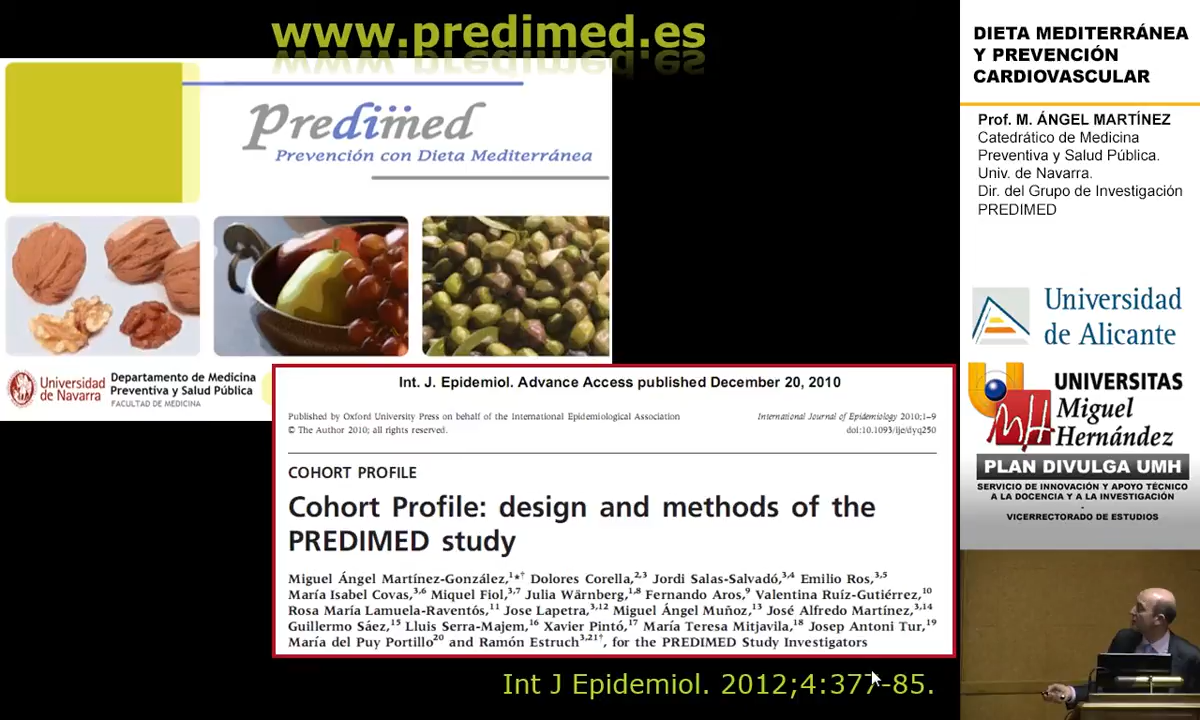 www.predimed.es
Predimed
Prevención con Dieta Mediterránea
Universidad
de Navarra
Departamento de Medicina
Preventiva y Salud Pública
FACULTAD DE MEDICINA
Int. J. Epidemiol. Advance Access published December 20, 2010
Published by Oxford University Press on behalf of the International Epidemiological Association
© The Author 2010; all rights reserved.
International Journal of Epidemiology 2010;1–9
doi:10.1093/ije/dyq250
COHORT PROFILE
Cohort Profile: design and methods of the
PREDIMED study
Miguel Ángel Martínez-González,1*† Dolores Corella,2,3 Jordi Salas-Salvadó,3,4 Emilio Ros,3,5
María Isabel Covas,3,6 Miquel Fiol,3,7 Julia Wärnberg,1,8 Fernando Aros,9 Valentina Ruíz-Gutiérrez,10
Rosa María Lamuela-Raventós,11 Jose Lapetra,3,12 Miguel Ángel Muñoz,13 José Alfredo Martínez,3,14
Guillermo Sáez,15 Lluis Serra-Majem,16 Xavier Pintó,17 María Teresa Mitjavila,18 Josep Antoni Tur,19
María del Puy Portillo20 and Ramón Estruch3,21†, for the PREDIMED Study Investigators
Int J Epidemiol. 2012;4:377-85.
DIETA MEDITERRÁNEA
Y PREVENCIÓN
CARDIOVASCULAR
Prof. M. ÁNGEL MARTÍNEZ
Catedrático de Medicina
Preventiva y Salud Pública.
Univ. de Navarra.
Dir. del Grupo de Investigación
PREDIMED
Universidad
de Alicante
UNIVERSITAS
Miguel
Hernández
PLAN DIVULGA UMH
SERVICIO DE INNOVACIÓN Y APOYO TÉCNICO
A LA DOCENCIA Y A LA INVESTIGACIÓN
-
VICERRECTORADO DE ESTUDIOS